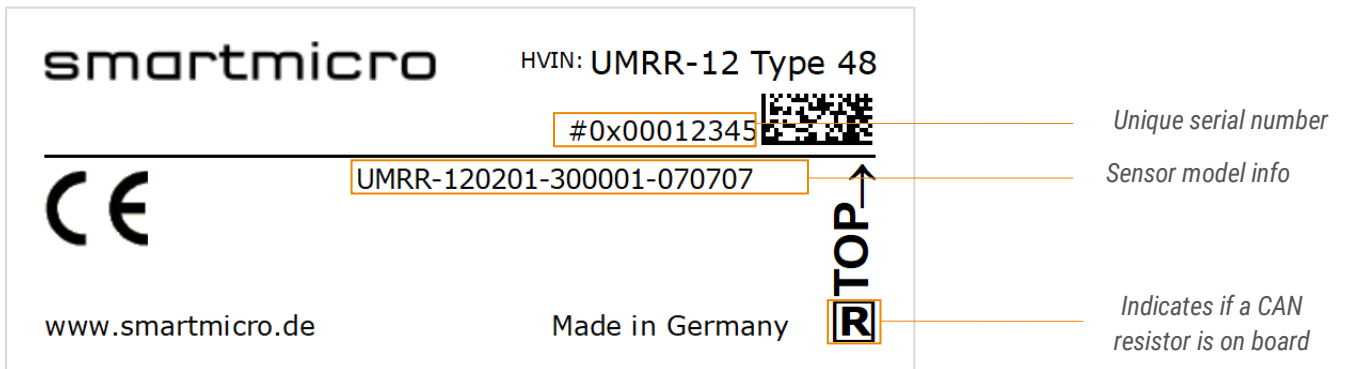 smartmicro
HVIN: UMRR-12 Type 48
#0x00012345
Unique serial number
UMRR-120201-300001-070707
Sensor model info
CE
TOP→
R
Indicates if a CAN
resistor is on board
www.smartmicro.de
Made in Germany